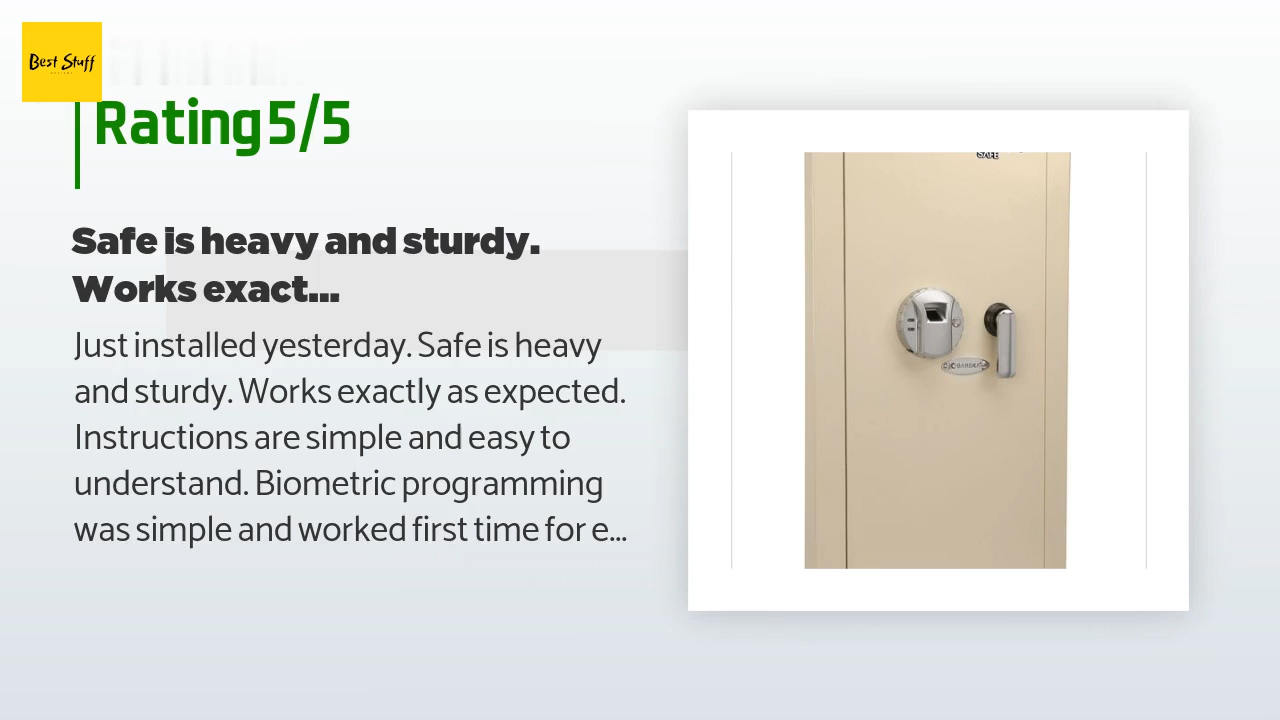 Best Stuff
Rating 5/5
Safe is heavy and sturdy.
Works exact...
Just installed yesterday. Safe is heavy
and sturdy. Works exactly as expected.
Instructions are simple and easy to
understand. Biometric programming
was simple and worked first time for e...
SAFE
BARSKA